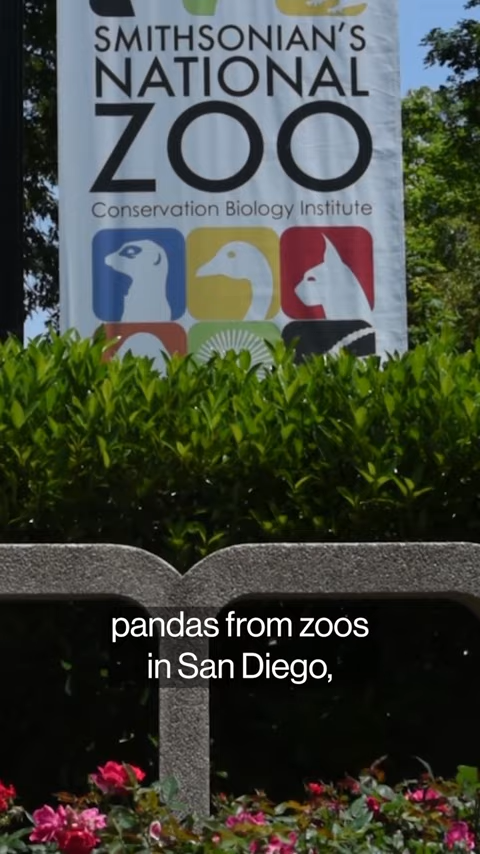 SMITHSONIAN'S
NATIONAL
ZOO
Conservation Biology Institute
pandas from zoos
in San Diego,